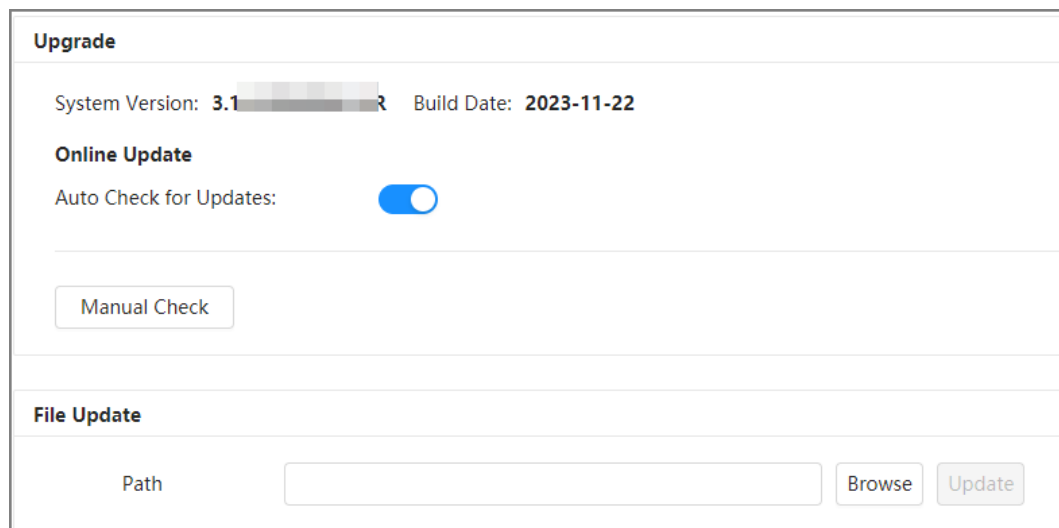 Upgrade
System Version: 3.1 R Build Date: 2023-11-22
Online Update
Auto Check for Updates:
Manual Check
File Update
Path Browse Update